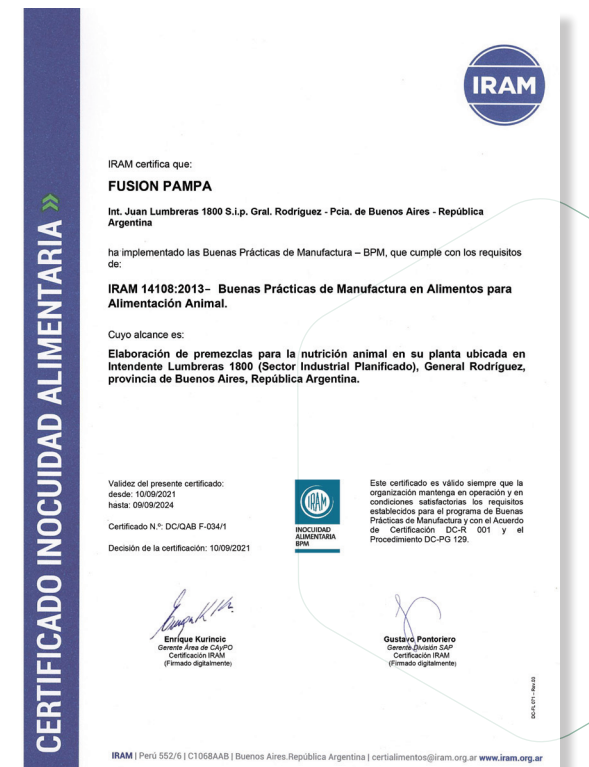 IRAM
IRAM certifica que:
FUSION PAMPA
Int. Juan Lumbreras 1800 S.i.p. Gral. Rodríguez - Pcia. de Buenos Aires - República
Argentina
ha implementado las Buenas Prácticas de Manufactura – BPM, que cumple con los requisitos
de:
IRAM 14108:2013– Buenas Prácticas de Manufactura en Alimentos para
Alimentación Animal.
Cuyo alcance es:
Elaboración de premezclas para la nutrición animal en su planta ubicada en
Intendente Lumbreras 1800 (Sector Industrial Planificado), General Rodríguez,
provincia de Buenos Aires, República Argentina.
Validez del presente certificado:
desde: 10/09/2021
hasta: 09/09/2024
Certificado N.º: DC/QAB F-034/1
Decisión de la certificación: 10/09/2021
IRAM
INOCUIDAD
ALIMENTARIA
BPM
Este certificado es válido siempre que la
organización mantenga en operación y en
condiciones satisfactorias los requisitos
establecidos para el programa de Buenas
Prácticas de Manufactura y con el Acuerdo
de Certificación DC-R 001 y el
Procedimiento DC-PG 129.
Enrique Kurincic
Gerente Área de CAyPO
Certificación IRAM
(Firmado digitalmente)
Gustavo Pontoriero
Gerente División SAP
Certificación IRAM
(Firmado digitalmente)
DC-FL 071 – Rev 03
IRAM | Perú 552/6 | C1068AAB | Buenos Aires.República Argentina | certialimentos@iram.org.ar www.iram.org.ar
CERTIFICADO INOCUIDAD ALIMENTARIA »